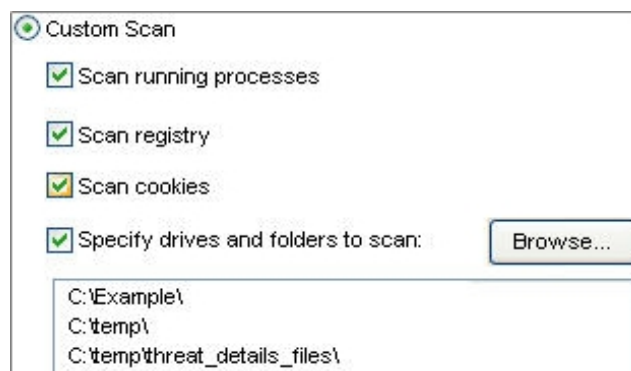 Custom Scan
Scan running processes
Scan registry
Scan cookies
Specify drives and folders to scan: Browse...
C:\Example\
C:\temp\
C:\temp\threat_details_files\